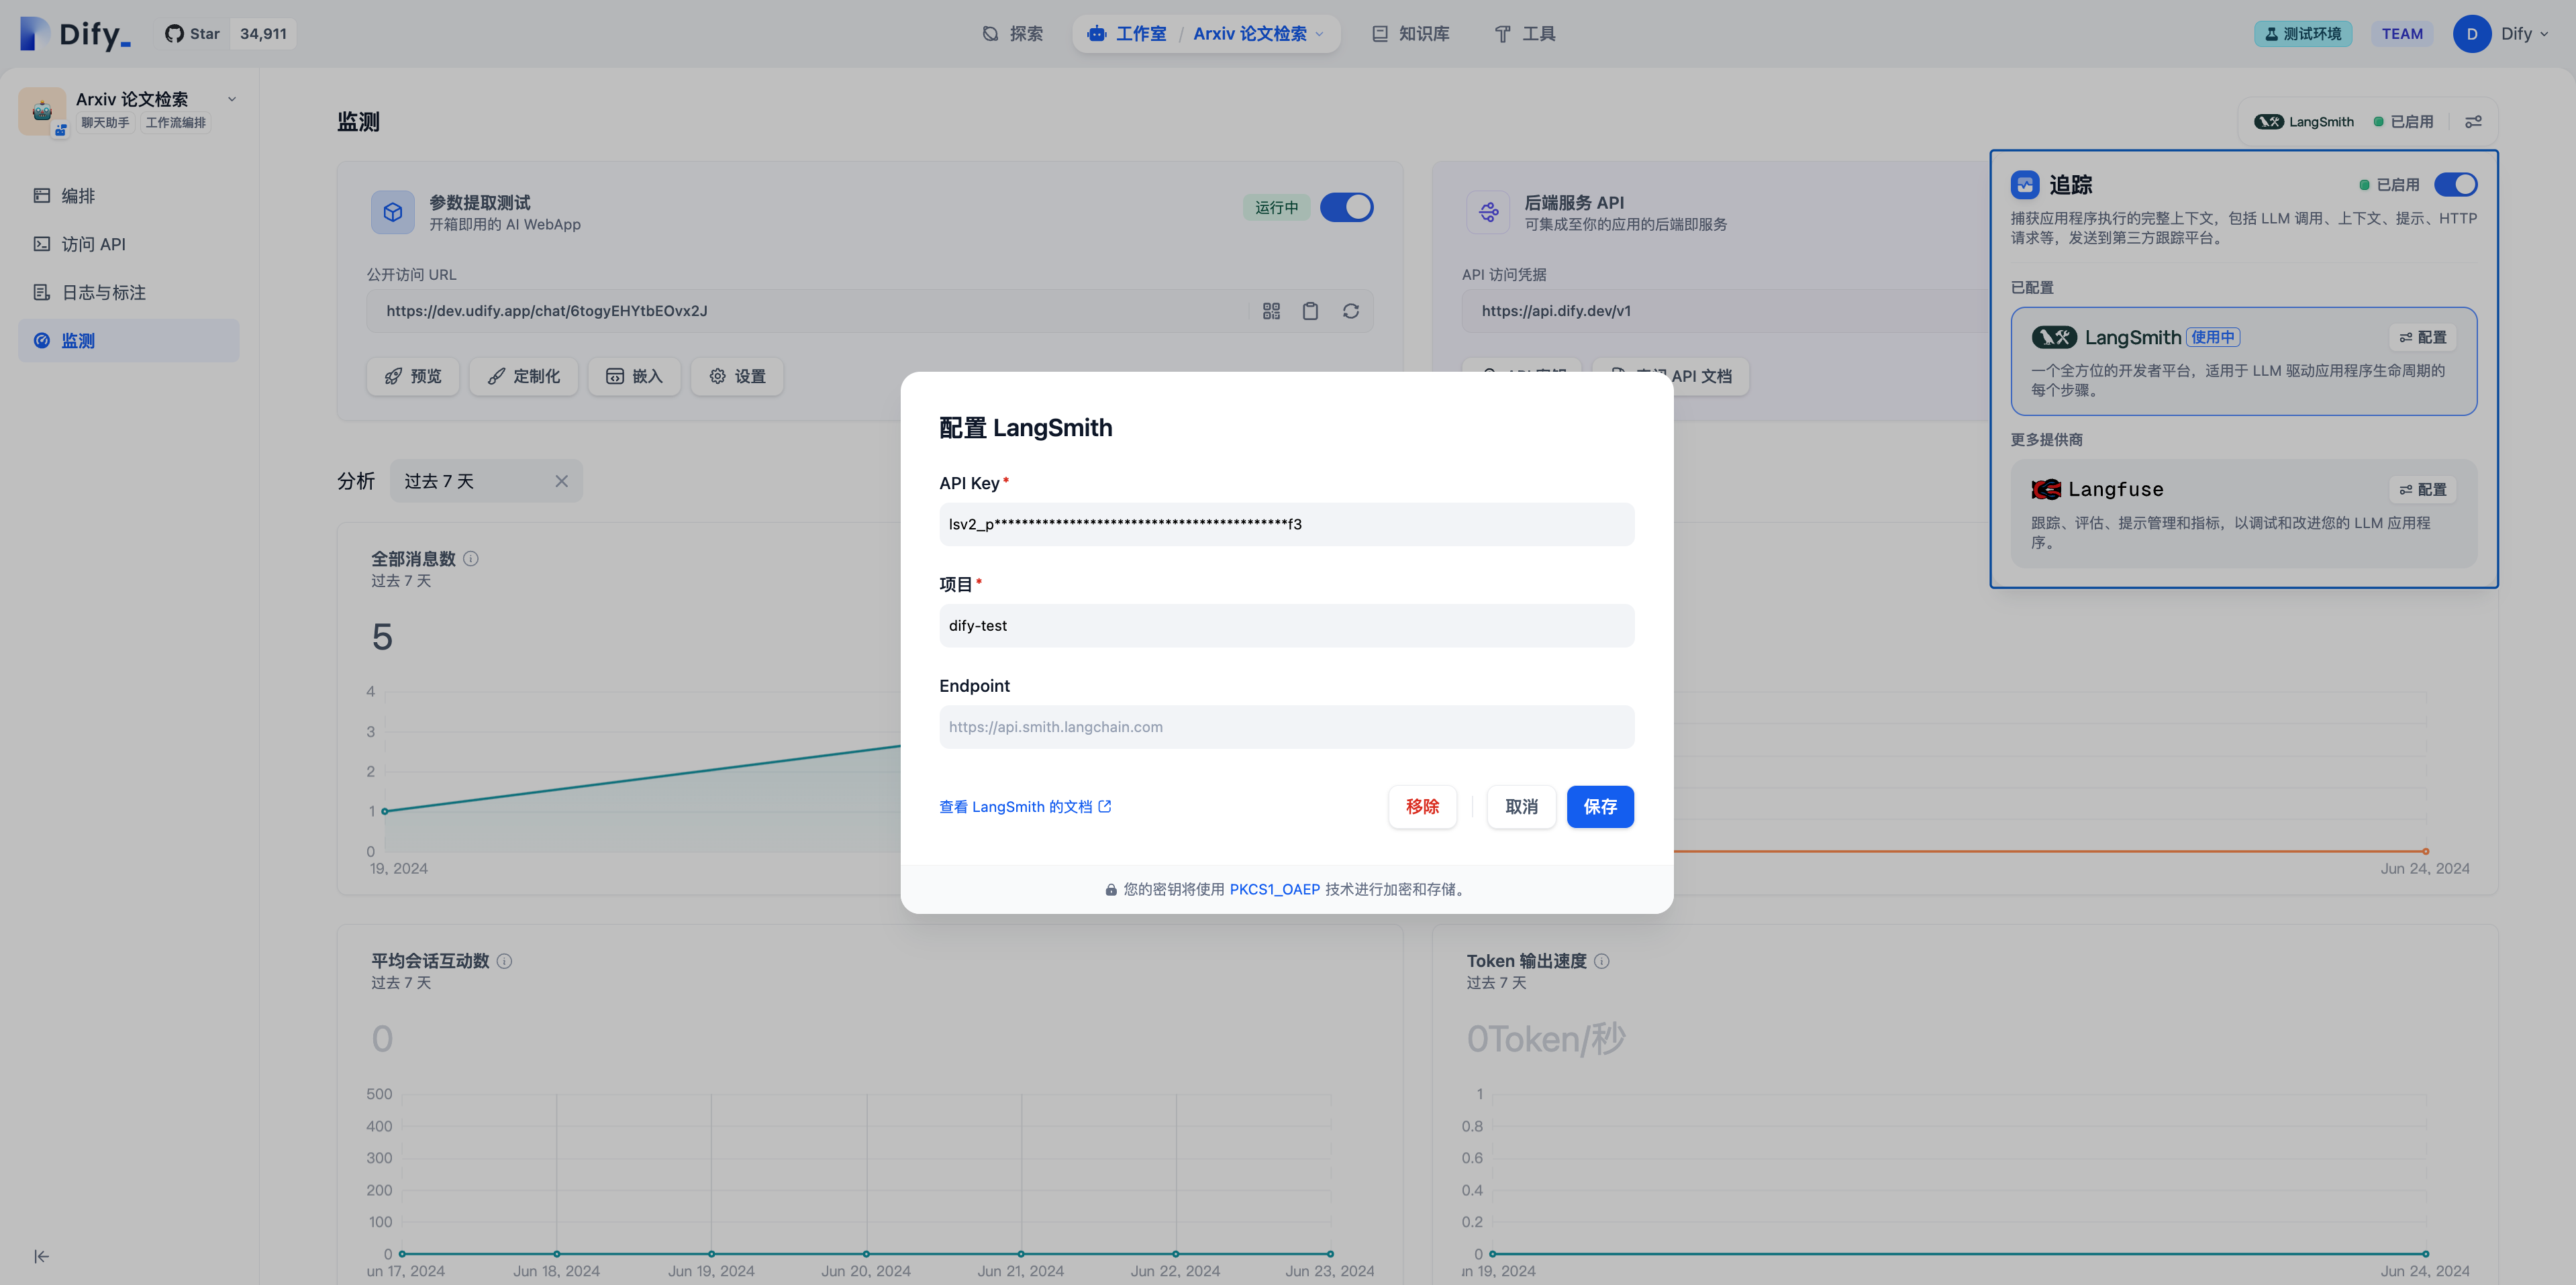 Dify_
Star 34,911
探索
工作室 / Arxiv 论文检索
知识库
工具
测试环境
TEAM
D
Dify
Arxiv 论文检索
聊天助手 工作流编排
编排
访问 API
日志与标注
监测
监测
LangSmith 已启用
参数提取测试
开箱即用的 AI WebApp
运行中
公开访问 URL
https://dev.udify.app/chat/6togyEHYtbEOvx2J
预览 定制化 嵌入 设置
后端服务 API
可集成至你的应用的后端即服务
API 访问凭据
https://api.dify.dev/v1
API 文档
追踪 已启用
捕获应用程序执行的完整上下文，包括 LLM 调用、上下文、提示、HTTP
请求等，发送到第三方跟踪平台。
已配置
LangSmith 使用中 配置
一个全方位的开发者平台，适用于 LLM 驱动应用程序生命周期的
每个步骤。
更多提供商
Langfuse 配置
跟踪、评估、提示管理和指标，以调试和改进您的 LLM 应用程
序。
分析 过去 7 天
全部消息数
过去 7 天
5
4
3
2
1
0
19, 2024
Jun 24, 2024
配置 LangSmith
API Key*
lsv2_p*******************************************f3
项目*
dify-test
Endpoint
https://api.smith.langchain.com
查看 LangSmith 的文档
移除 取消 保存
您的密钥将使用 PKCS1_OAEP 技术进行加密和存储。
平均会话互动数
过去 7 天
0
500
400
300
200
100
0
un 17, 2024 Jun 18, 2024 Jun 19, 2024 Jun 20, 2024 Jun 21, 2024 Jun 22, 2024 Jun 23, 2024
Token 输出速度
过去 7 天
0Token/秒
1
0.8
0.6
0.4
0.2
0
n 19, 2024 Jun 24, 2024